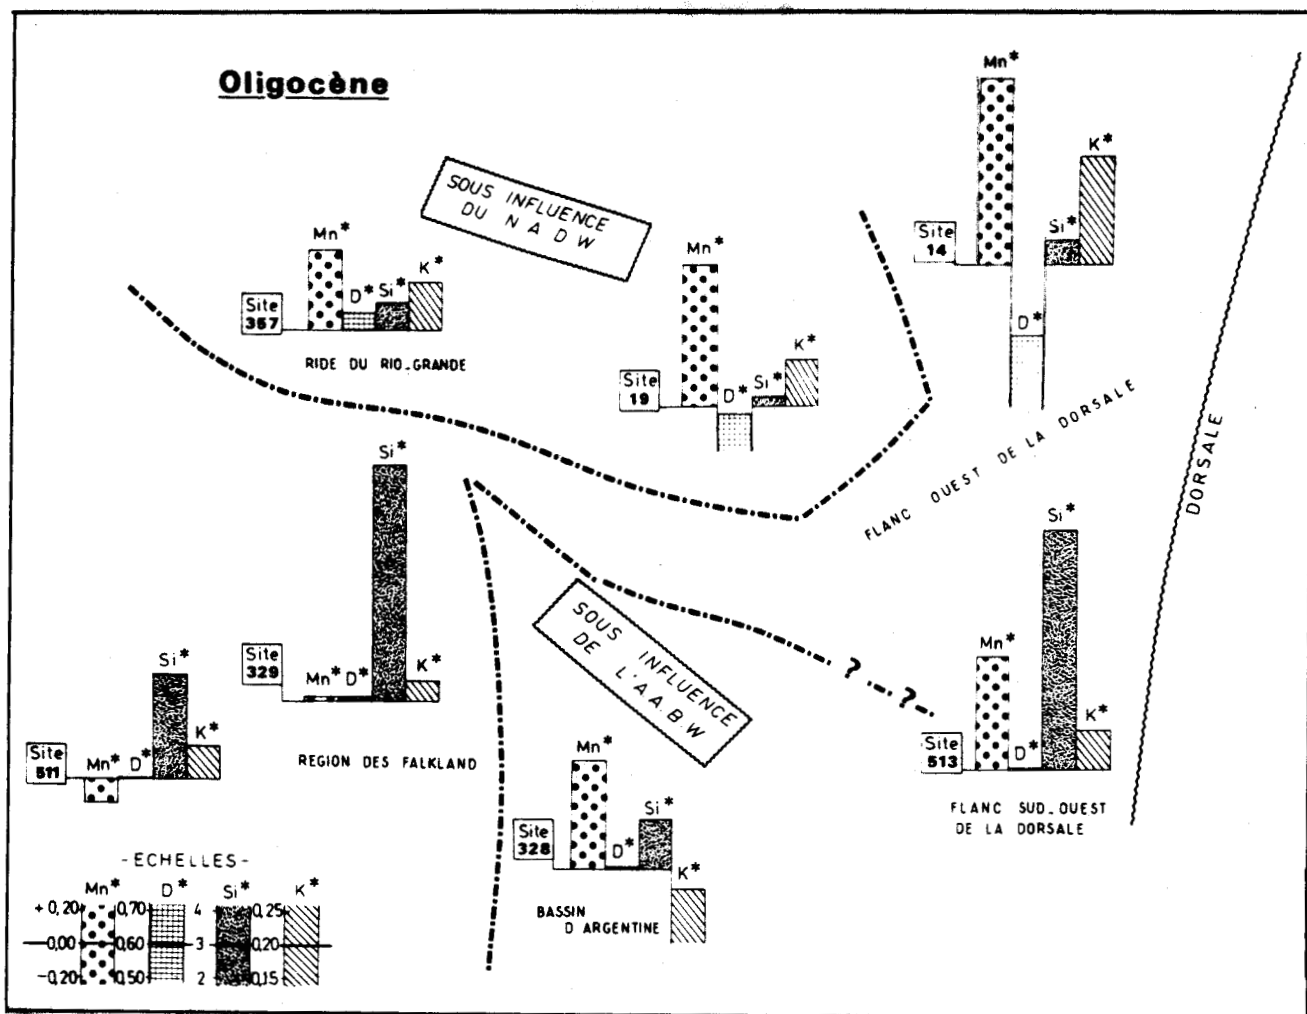 Oligocène
Mn*
K*
Si*
D*
Site
14
SOUS INFLUENCE
DU N A D W
Mn*
D*
Si*
K*
Site
357
RIDE DU RIO-GRANDE
Mn*
D*
Si*
K*
Site
19
FLANC OUEST DE LA DORSALE
DORSALE
Si*
Mn*
D*
K*
Site
329
REGION DES FALKLAND
Si*
Mn*
D*
K*
Site
511
SOUS INFLUENCE
DE L'A.A.B.W
? ?
Si*
Mn*
D*
K*
Site
513
FLANC SUD_OUEST
DE LA DORSALE
Mn*
D*
Si*
K*
Site
328
BASSIN
D ARGENTINE
-ECHELLES-
Mn* D* Si* K*
+0,20 0,70 4 0,25
0,00 0,60 3 0,20
-0,20 0,50 2 0,15